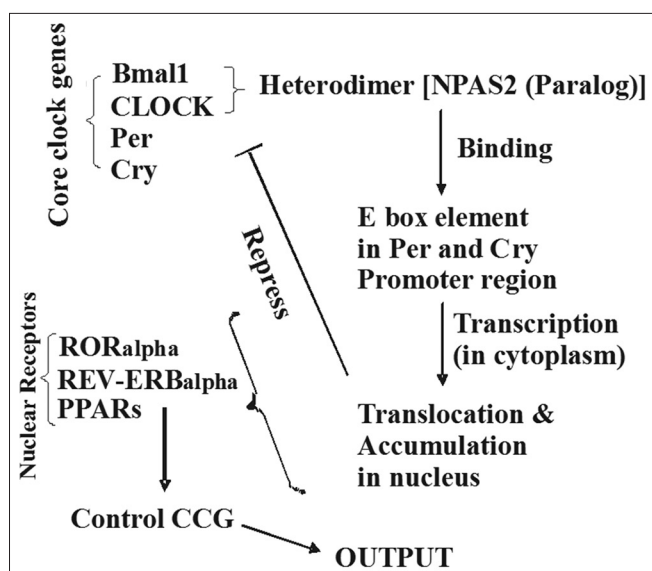 Core clock genes
Bmal1
CLOCK
Per
Cry
Heterodimer [NPAS2 (Paralog)]
Binding
E box element
in Per and Cry
Promoter region
Transcription
(in cytoplasm)
Translocation &
Accumulation
in nucleus
Repress
Nuclear Receptors
RORalpha
REV-ERBalpha
PPARs
Control CCG
OUTPUT